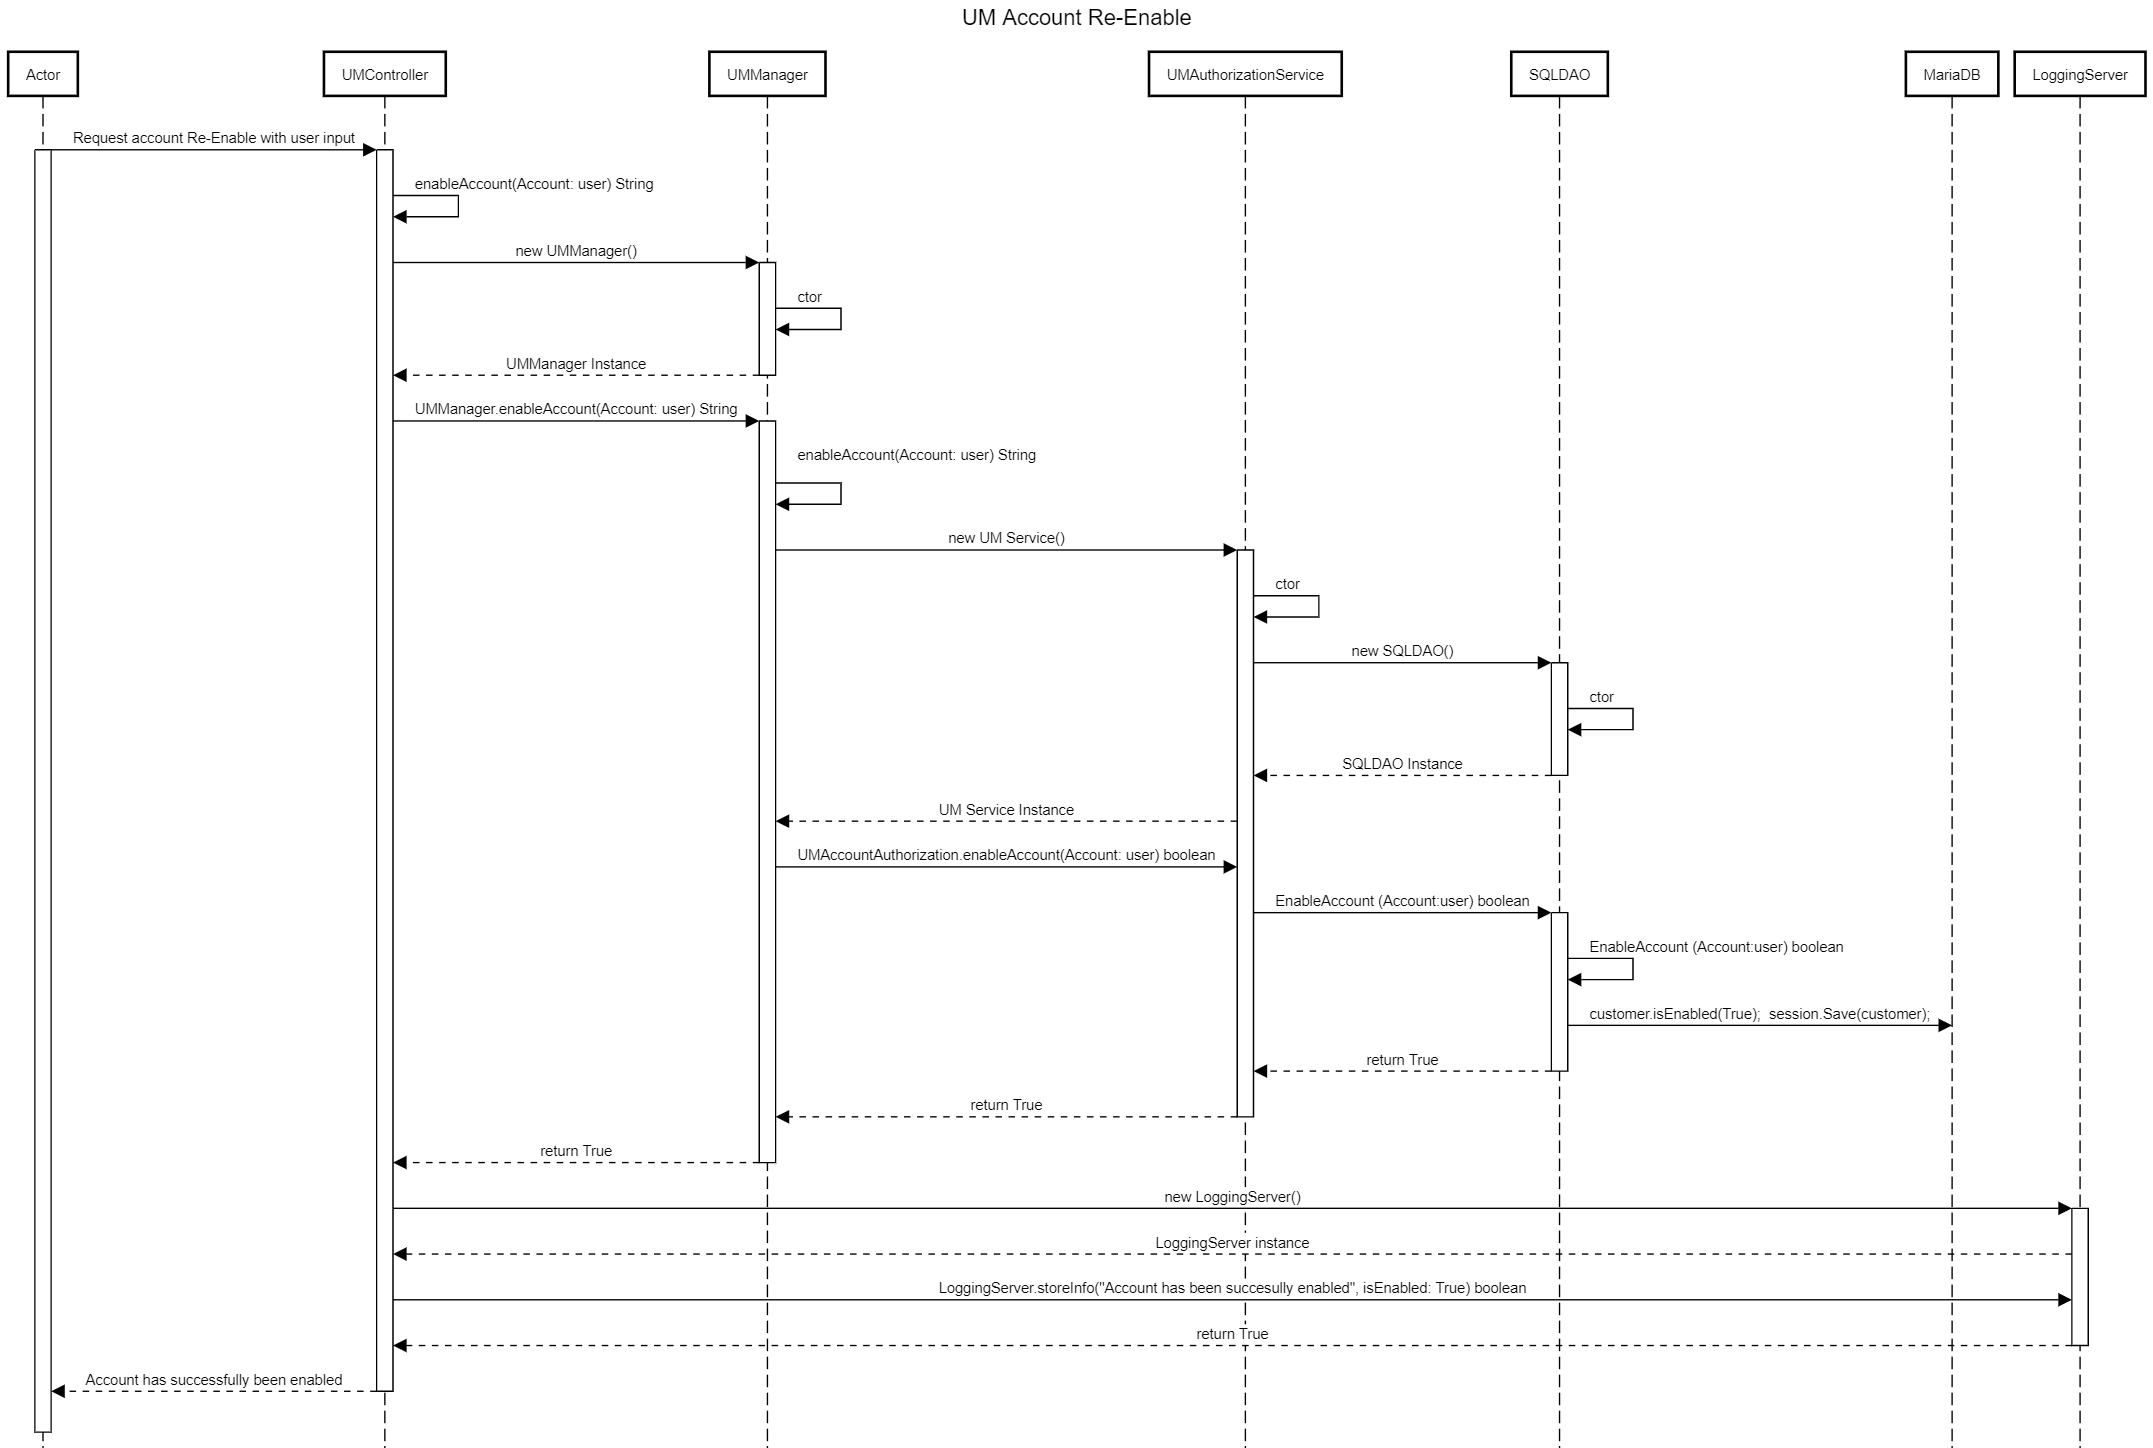 UM Account Re-Enable
Actor
UMController
UMManager
UMAuthorizationService
SQLDAO
MariaDB
LoggingServer
Request account Re-Enable with user input
enableAccount(Account: user) String
new UMManager()
ctor
UMManager Instance
UMManager.enableAccount(Account: user) String
enableAccount(Account: user) String
new UM Service()
ctor
new SQLDAO()
ctor
SQLDAO Instance
UM Service Instance
UMAccountAuthorization.enableAccount(Account: user) boolean
EnableAccount (Account:user) boolean
EnableAccount (Account:user) boolean
customer.isEnabled(True);  session.Save(customer);
return True
return True
return True
new LoggingServer()
LoggingServer instance
LoggingServer.storeInfo("Account has been succesully enabled", isEnabled: True) boolean
return True
Account has successfully been enabled